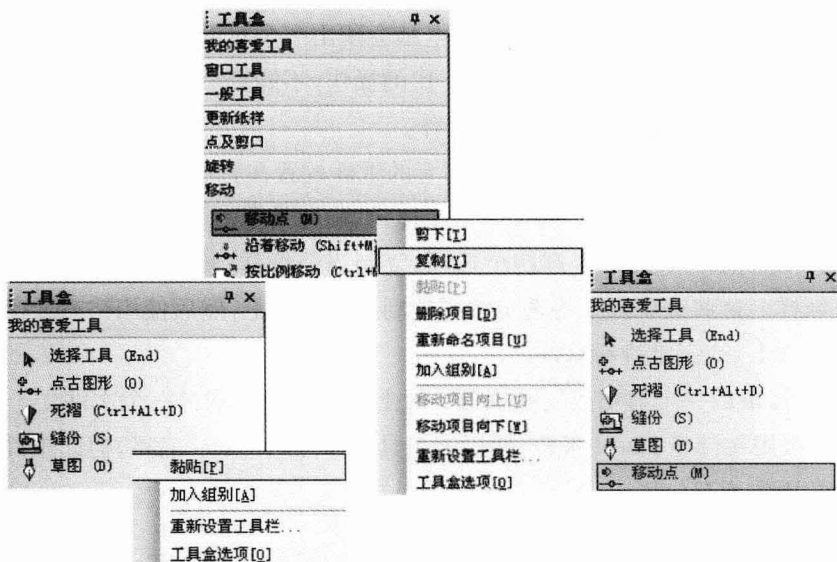 工具盒
我的喜爱工具
窗口工具
一般工具
更新纸样
点及剪口
旋转
移动
移动点 (M)
沿着移动 (Shift+M
按比例移动 (Ctrl+M
剪下[T]
复制[Y]
黏贴[P]
删除项目[D]
重新命名项目[U]
加入组别[A]
移动项目向上[V]
移动项目向下[W]
重新设置工具栏...
工具盒选项[O]
工具盒
我的喜爱工具
选择工具 (End)
点古图形 (O)
死褶 (Ctrl+Alt+D)
缝份 (S)
草图 (D)
黏贴[P]
加入组别[A]
重新设置工具栏...
工具盒选项[O]
工具盒
我的喜爱工具
选择工具 (End)
点古图形 (O)
死褶 (Ctrl+Alt+D)
缝份 (S)
草图 (D)
移动点 (M)